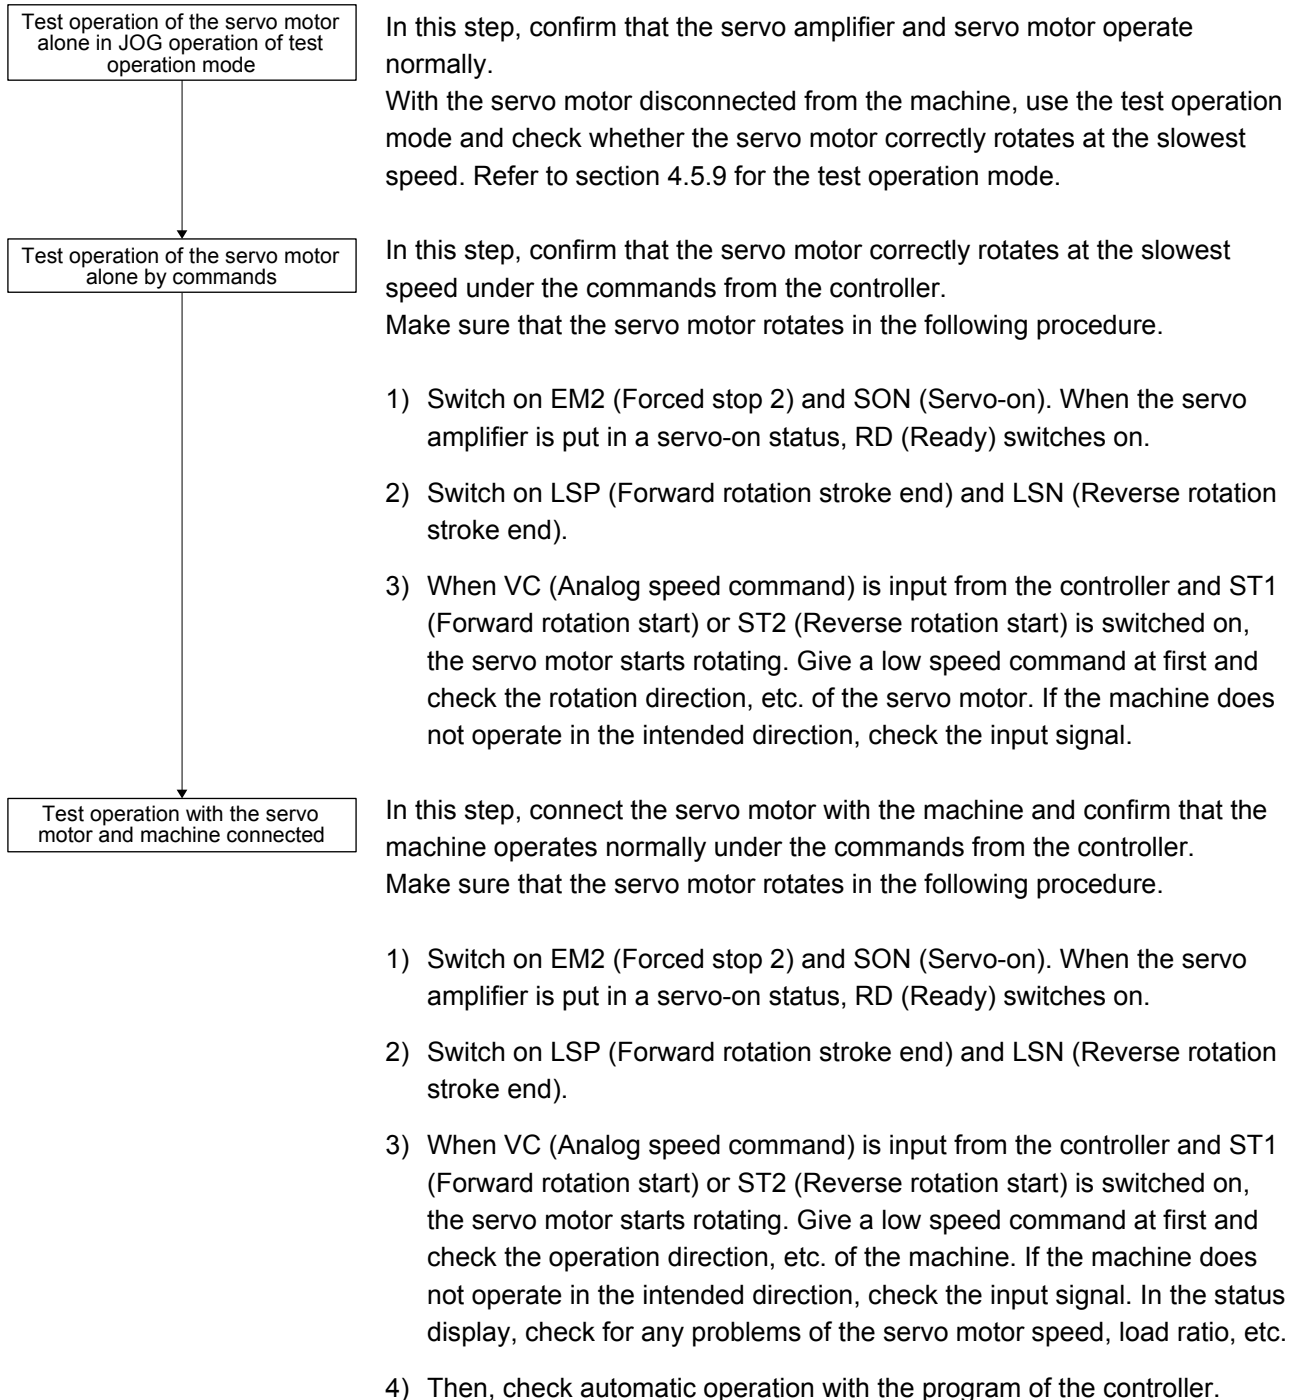 Test operation of the servo motor
alone in JOG operation of test
operation mode
In this step, confirm that the servo amplifier and servo motor operate
normally.
With the servo motor disconnected from the machine, use the test operation
mode and check whether the servo motor correctly rotates at the slowest
speed. Refer to section 4.5.9 for the test operation mode.
Test operation of the servo motor
alone by commands
In this step, confirm that the servo motor correctly rotates at the slowest
speed under the commands from the controller.
Make sure that the servo motor rotates in the following procedure.
1) Switch on EM2 (Forced stop 2) and SON (Servo-on). When the servo
amplifier is put in a servo-on status, RD (Ready) switches on.
2) Switch on LSP (Forward rotation stroke end) and LSN (Reverse rotation
stroke end).
3) When VC (Analog speed command) is input from the controller and ST1
(Forward rotation start) or ST2 (Reverse rotation start) is switched on,
the servo motor starts rotating. Give a low speed command at first and
check the rotation direction, etc. of the servo motor. If the machine does
not operate in the intended direction, check the input signal.
Test operation with the servo
motor and machine connected
In this step, connect the servo motor with the machine and confirm that the
machine operates normally under the commands from the controller.
Make sure that the servo motor rotates in the following procedure.
1) Switch on EM2 (Forced stop 2) and SON (Servo-on). When the servo
amplifier is put in a servo-on status, RD (Ready) switches on.
2) Switch on LSP (Forward rotation stroke end) and LSN (Reverse rotation
stroke end).
3) When VC (Analog speed command) is input from the controller and ST1
(Forward rotation start) or ST2 (Reverse rotation start) is switched on,
the servo motor starts rotating. Give a low speed command at first and
check the operation direction, etc. of the machine. If the machine does
not operate in the intended direction, check the input signal. In the status
display, check for any problems of the servo motor speed, load ratio, etc.
4) Then, check automatic operation with the program of the controller.